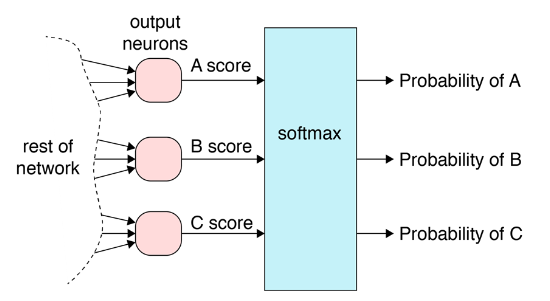 output
neurons
A score
Probability of A
rest of
network
B score
softmax
Probability of B
C score
Probability of C